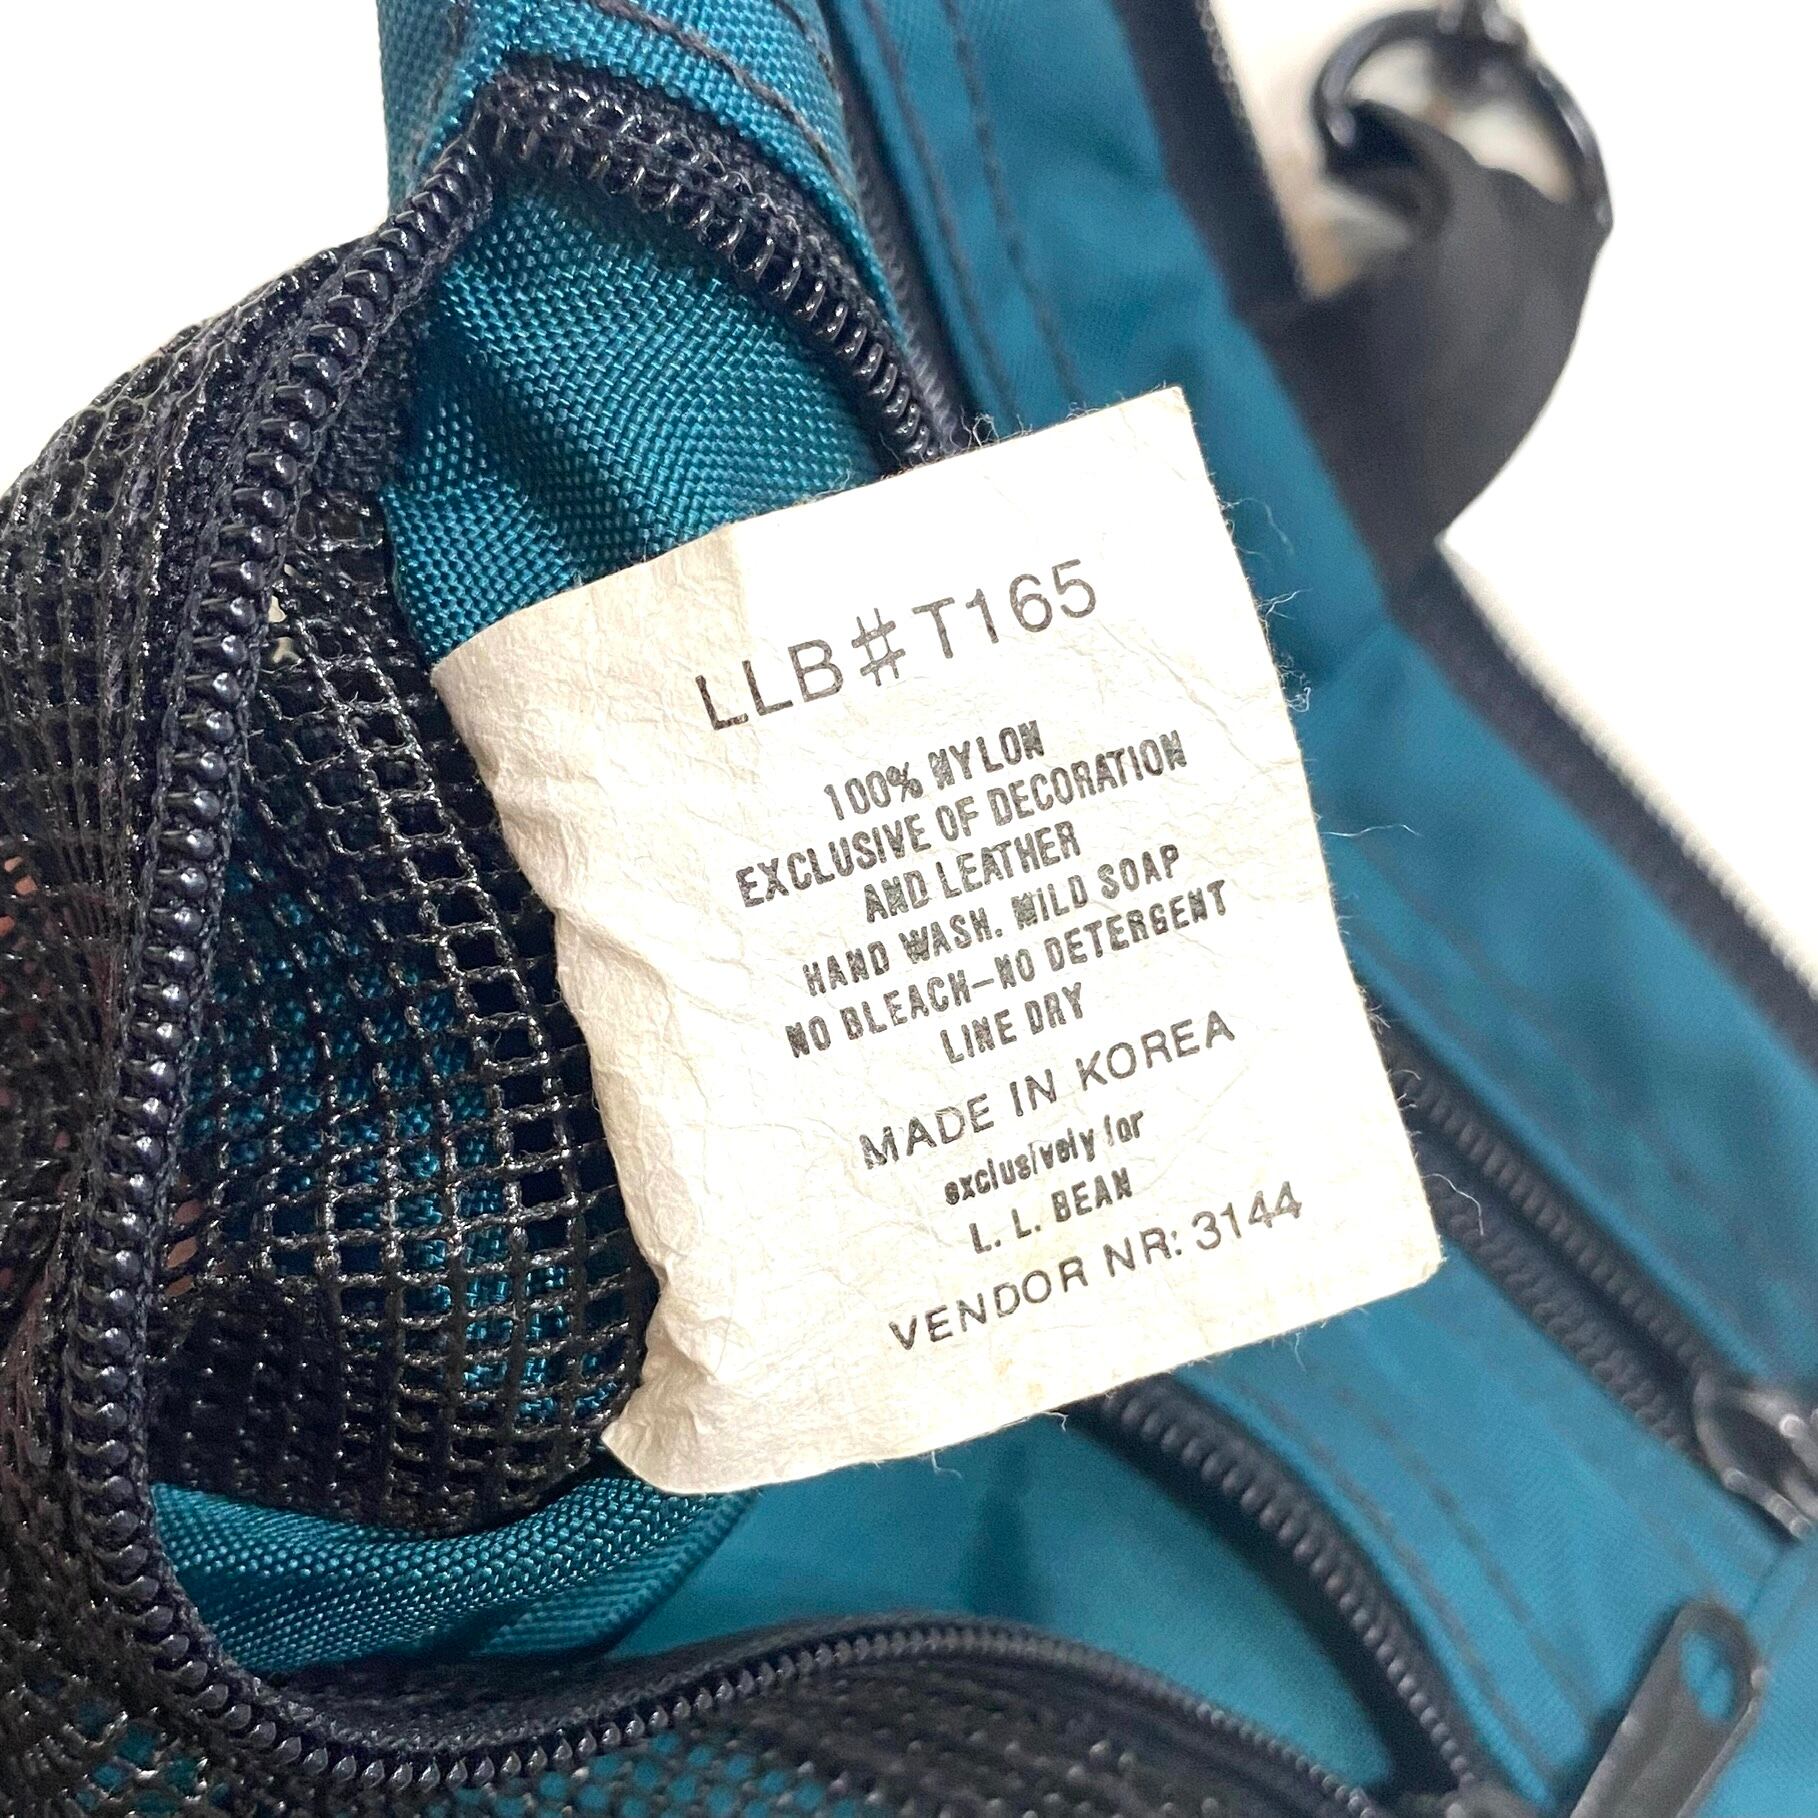 LLB#T165
100% NYLON
EXCLUSIVE OF DECORATION
AND LEATHER
HAND WASH. MILD SOAP
NO BLEACH-NO DETERGENT
LINE DRY
MADE IN KOREA
exclusively for
L. L. BEAN
VENDOR NR: 3144